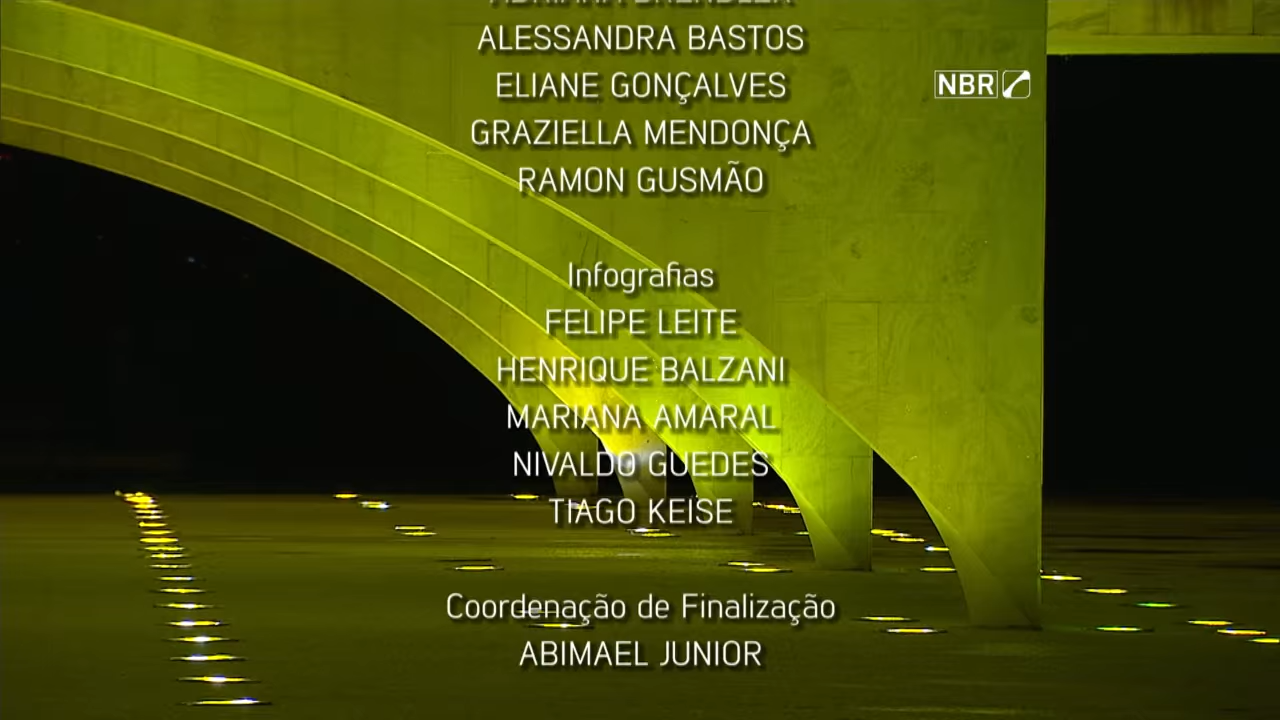 ALESSANDRA BASTOS
ELIANE GONÇALVES
NBR
GRAZIELLA MENDONÇA
RAMON GUSMÃO
Infografias
FELIPE LEITE
HENRIQUE BALZANI
MARIANA AMARAL
NIVALDO GUEDES
TIAGO KEISE
Coordenação de Finalização
ABIMAEL JUNIOR